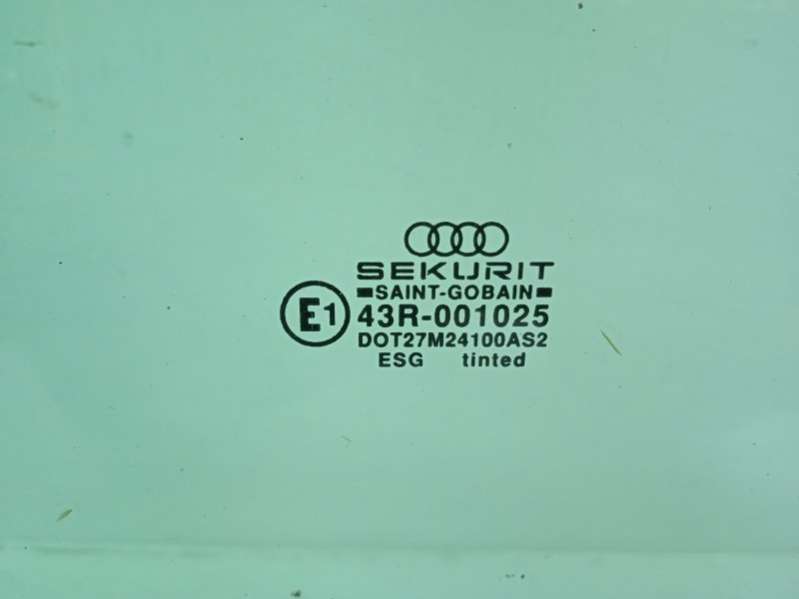 SEKURIT
SAINT-GOBAIN
E1
43R-001025
DOT27M24100AS2
ESG tinted